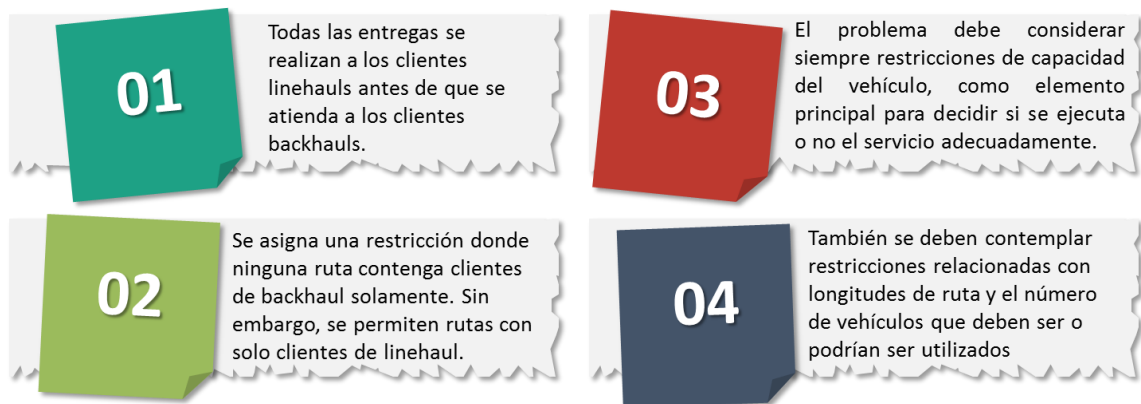 01
Todas las entregas se
realizan a los clientes
linehauls antes de que se
atienda a los clientes
backhauls.
02
Se asigna una restricción donde
ninguna ruta contenga clientes
de backhaul solamente. Sin
embargo, se permiten rutas con
solo clientes de linehaul.
03
El problema debe considerar
siempre restricciones de capacidad
del vehículo, como elemento
principal para decidir si se ejecuta
o no el servicio adecuadamente.
04
También se deben contemplar
restricciones relacionadas con
longitudes de ruta y el número
de vehículos que deben ser o
podrían ser utilizados